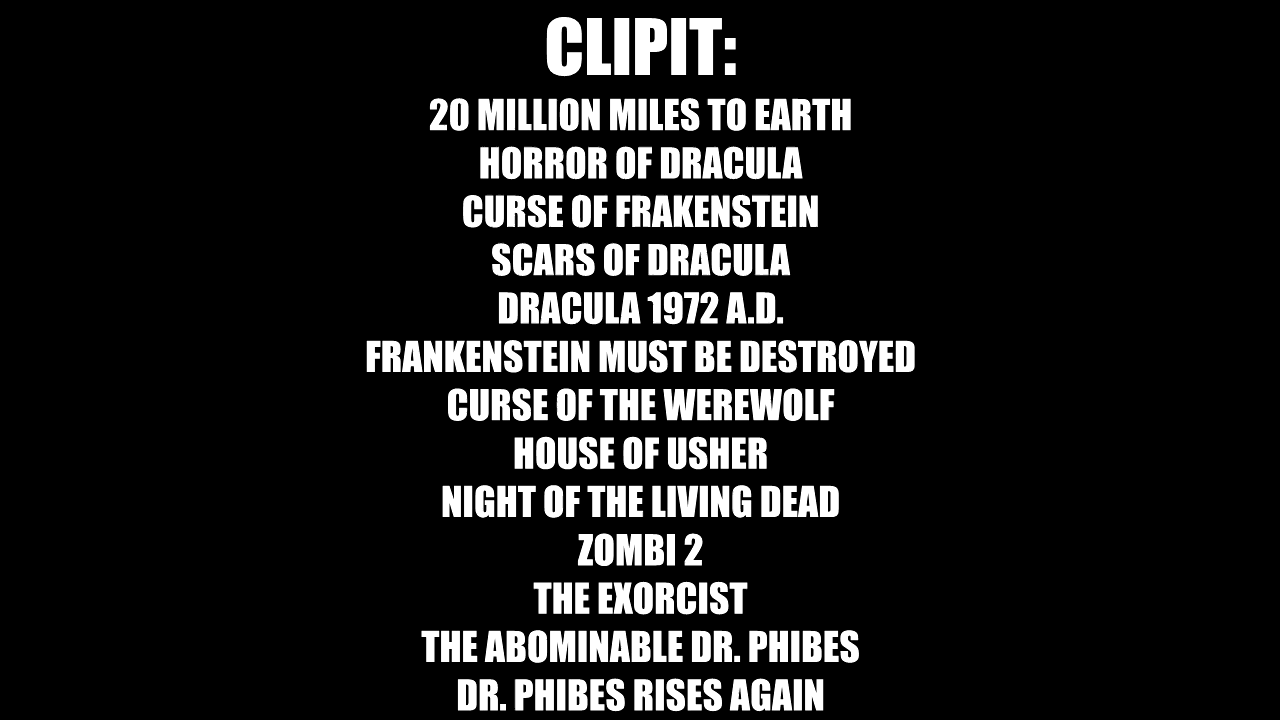 CLIPIT:
20 MILLION MILES TO EARTH
HORROR OF DRACULA
CURSE OF FRAKENSTEIN
SCARS OF DRACULA
DRACULA 1972 A.D.
FRANKENSTEIN MUST BE DESTROYED
CURSE OF THE WEREWOLF
HOUSE OF USHER
NIGHT OF THE LIVING DEAD
ZOMBI 2
THE EXORCIST
THE ABOMINABLE DR. PHIBES
DR. PHIBES RISES AGAIN